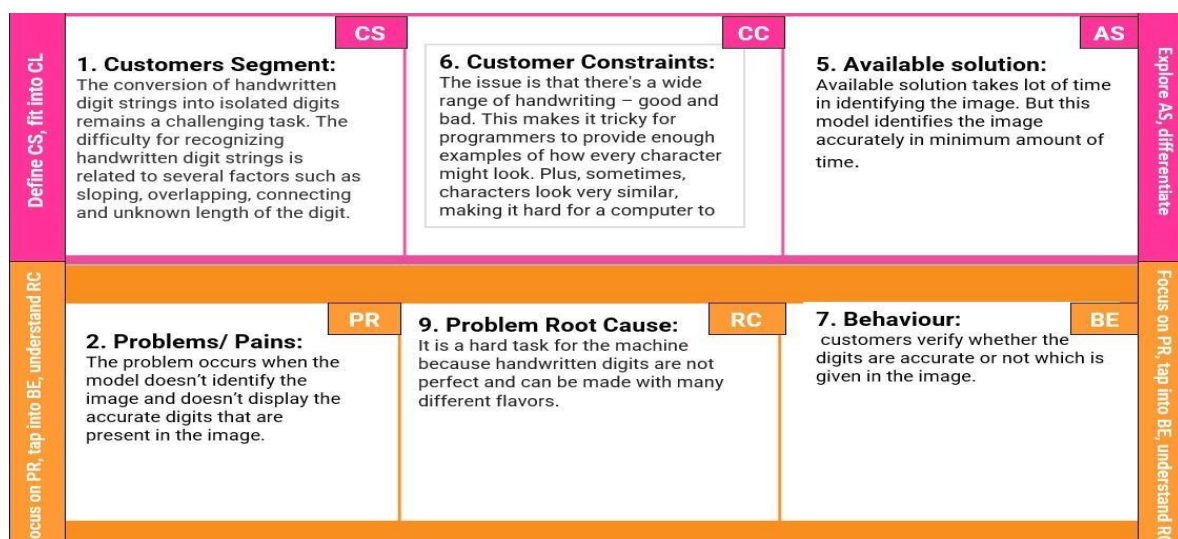 Define CS, fit into CL
CS
1. Customers Segment:
The conversion of handwritten
digit strings into isolated digits
remains a challenging task. The
difficulty for recognizing
handwritten digit strings is
related to several factors such as
sloping, overlapping, connecting
and unknown length of the digit.
CC
6. Customer Constraints:
The issue is that there's a wide
range of handwriting – good and
bad. This makes it tricky for
programmers to provide enough
examples of how every character
might look. Plus, sometimes,
characters look very similar,
making it hard for a computer to
AS
5. Available solution:
Available solution takes lot of time
in identifying the image. But this
model identifies the image
accurately in minimum amount of
time.
Explore AS, differentiate
ocus on PR, tap into BE, understand RC
PR
2. Problems/ Pains:
The problem occurs when the
model doesn’t identify the
image and doesn’t display the
accurate digits that are
present in the image.
RC
9. Problem Root Cause:
It is a hard task for the machine
because handwritten digits are not
perfect and can be made with many
different flavors.
BE
7. Behaviour:
customers verify whether the
digits are accurate or not which is
given in the image.
Focus on PR, tap into BE, understand RC